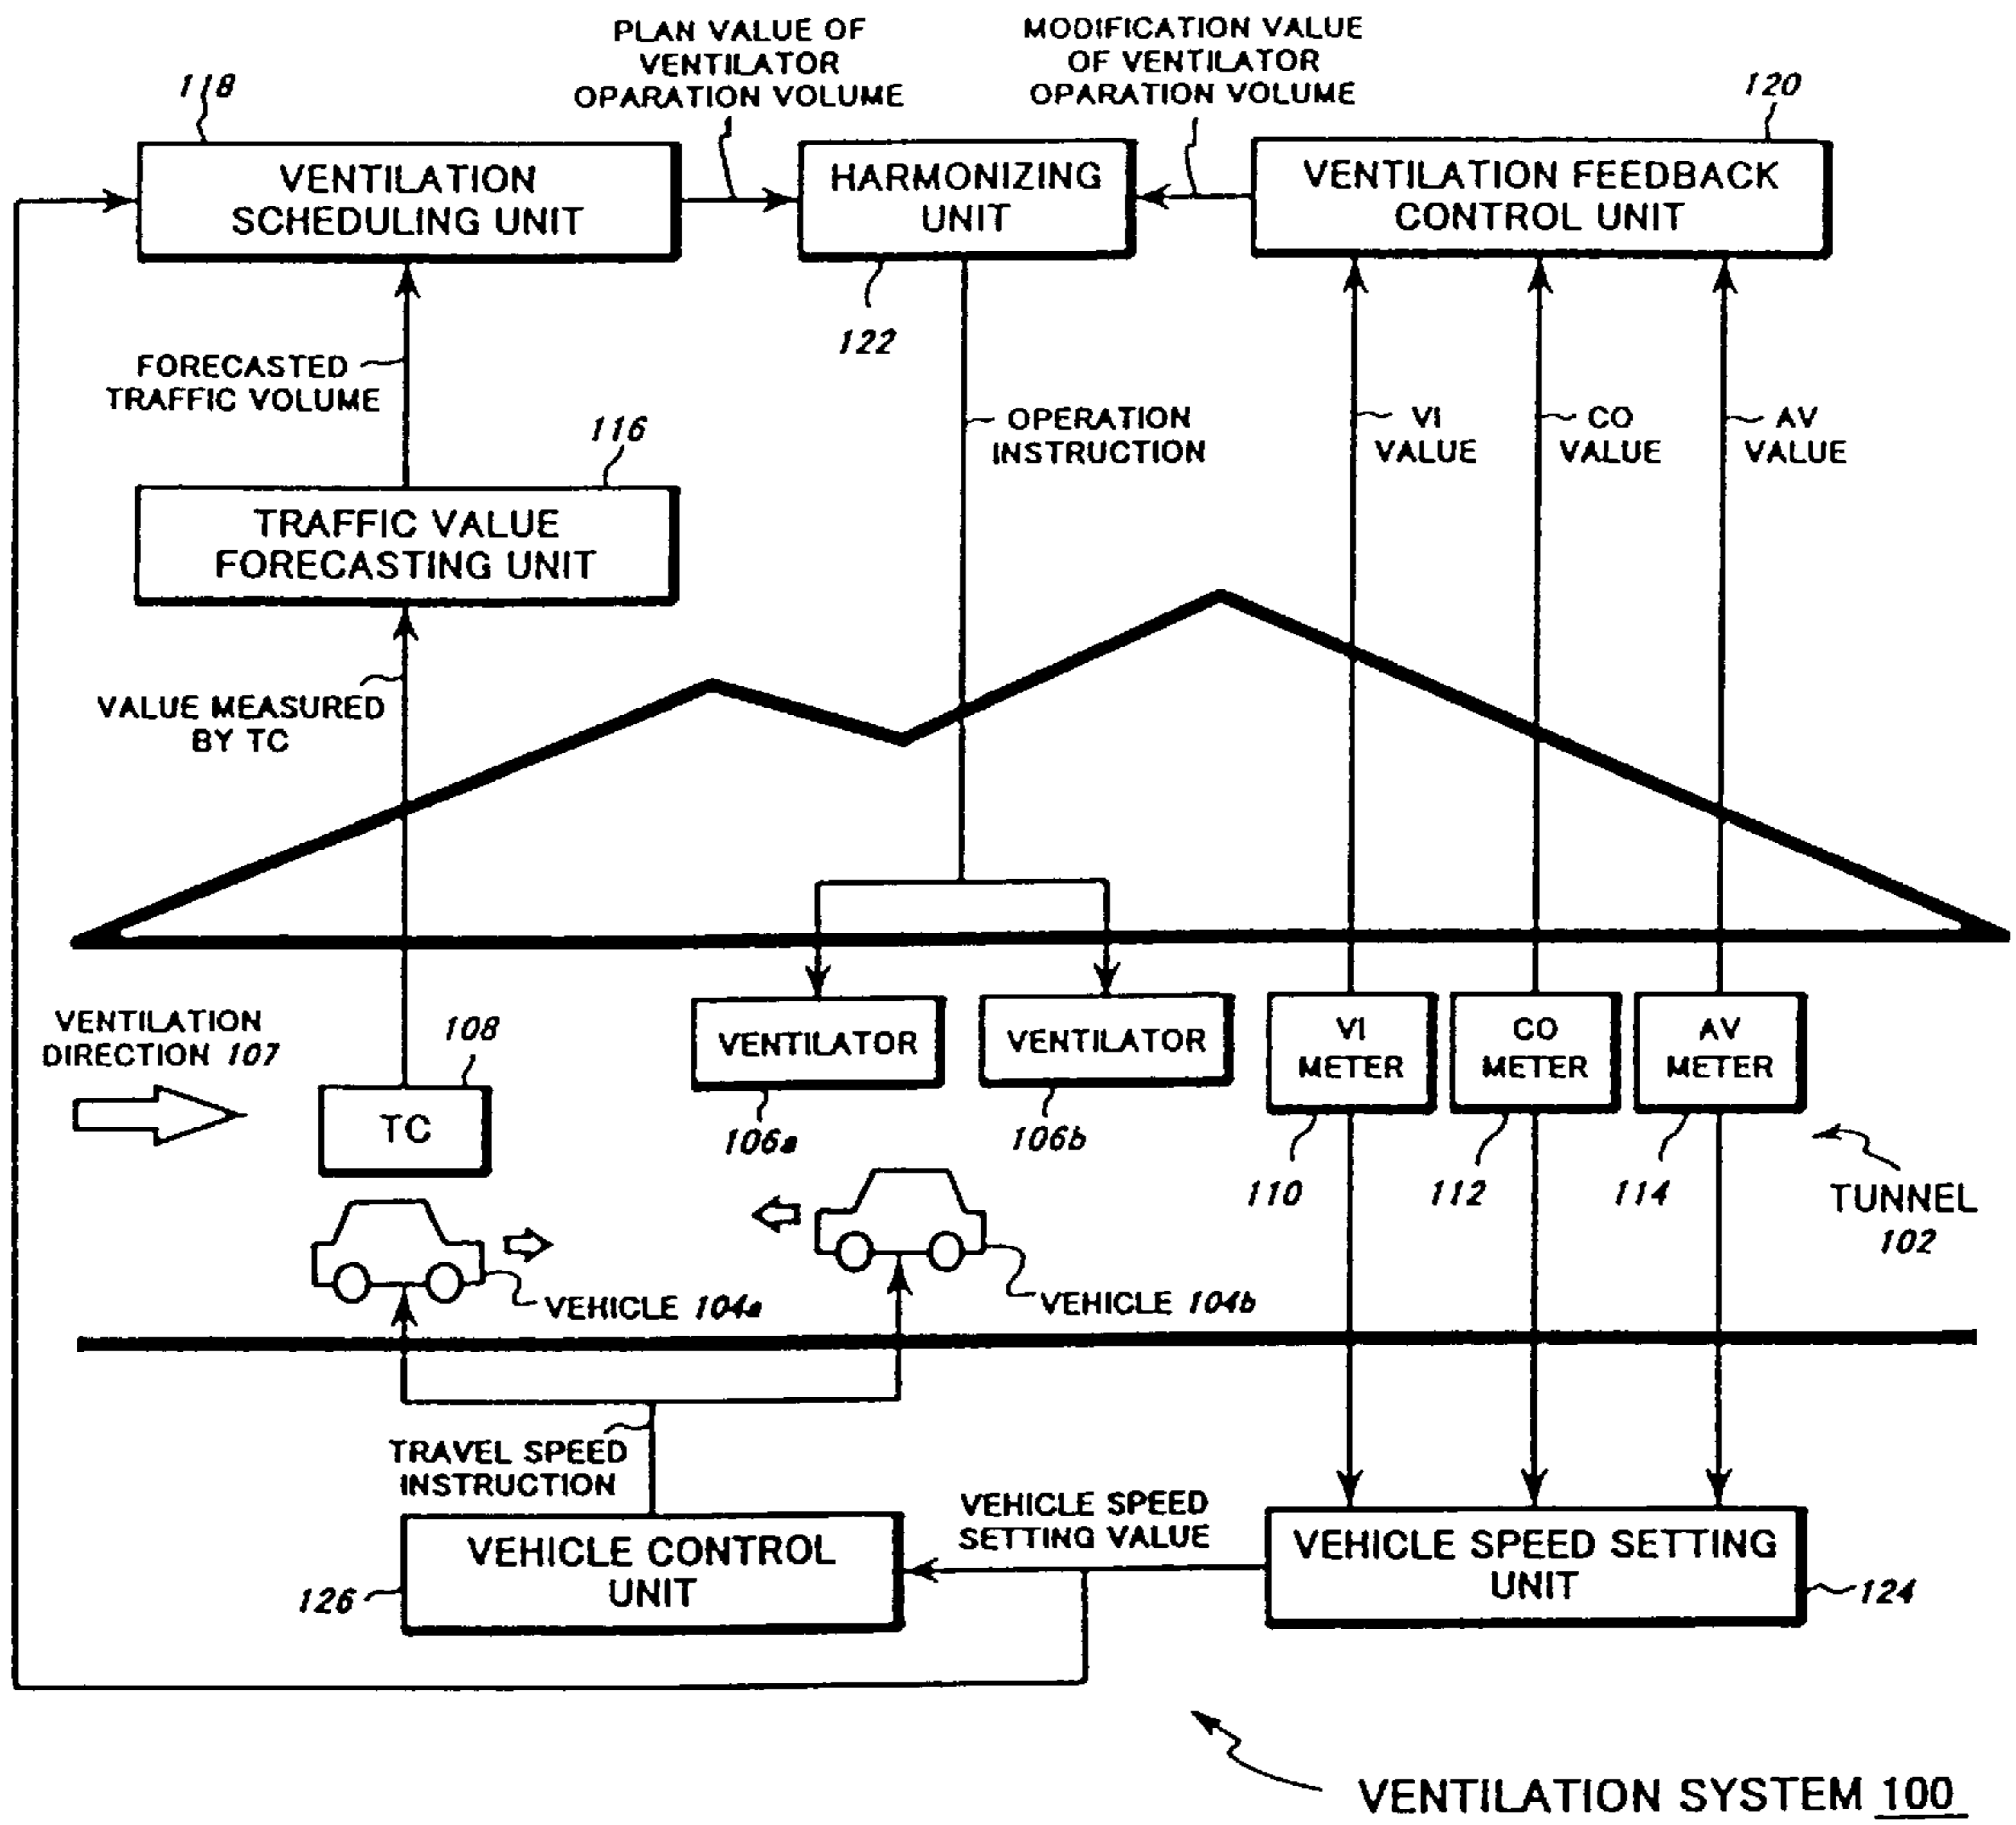 PLAN VALUE OF
VENTILATOR
OPARATION VOLUME
MODIFICATION VALUE
OF VENTILATOR
OPARATION VOLUME
118
120
VENTILATION
SCHEDULING UNIT
HARMONIZING
UNIT
VENTILATION FEEDBACK
CONTROL UNIT
122
FORECASTED
TRAFFIC VOLUME
OPERATION
INSTRUCTION
VI
VALUE
CO
VALUE
AV
VALUE
116
TRAFFIC VALUE
FORECASTING UNIT
VALUE MEASURED
BY TC
VENTILATION
DIRECTION 107
108
TC
VENTILATOR
106a
VENTILATOR
106b
VI
METER
110
CO
METER
112
AV
METER
114
TUNNEL
102
VEHICLE 104a
VEHICLE 104b
TRAVEL SPEED
INSTRUCTION
VEHICLE SPEED
SETTING VALUE
VEHICLE CONTROL
UNIT
126
VEHICLE SPEED SETTING
UNIT
124
VENTILATION SYSTEM 100